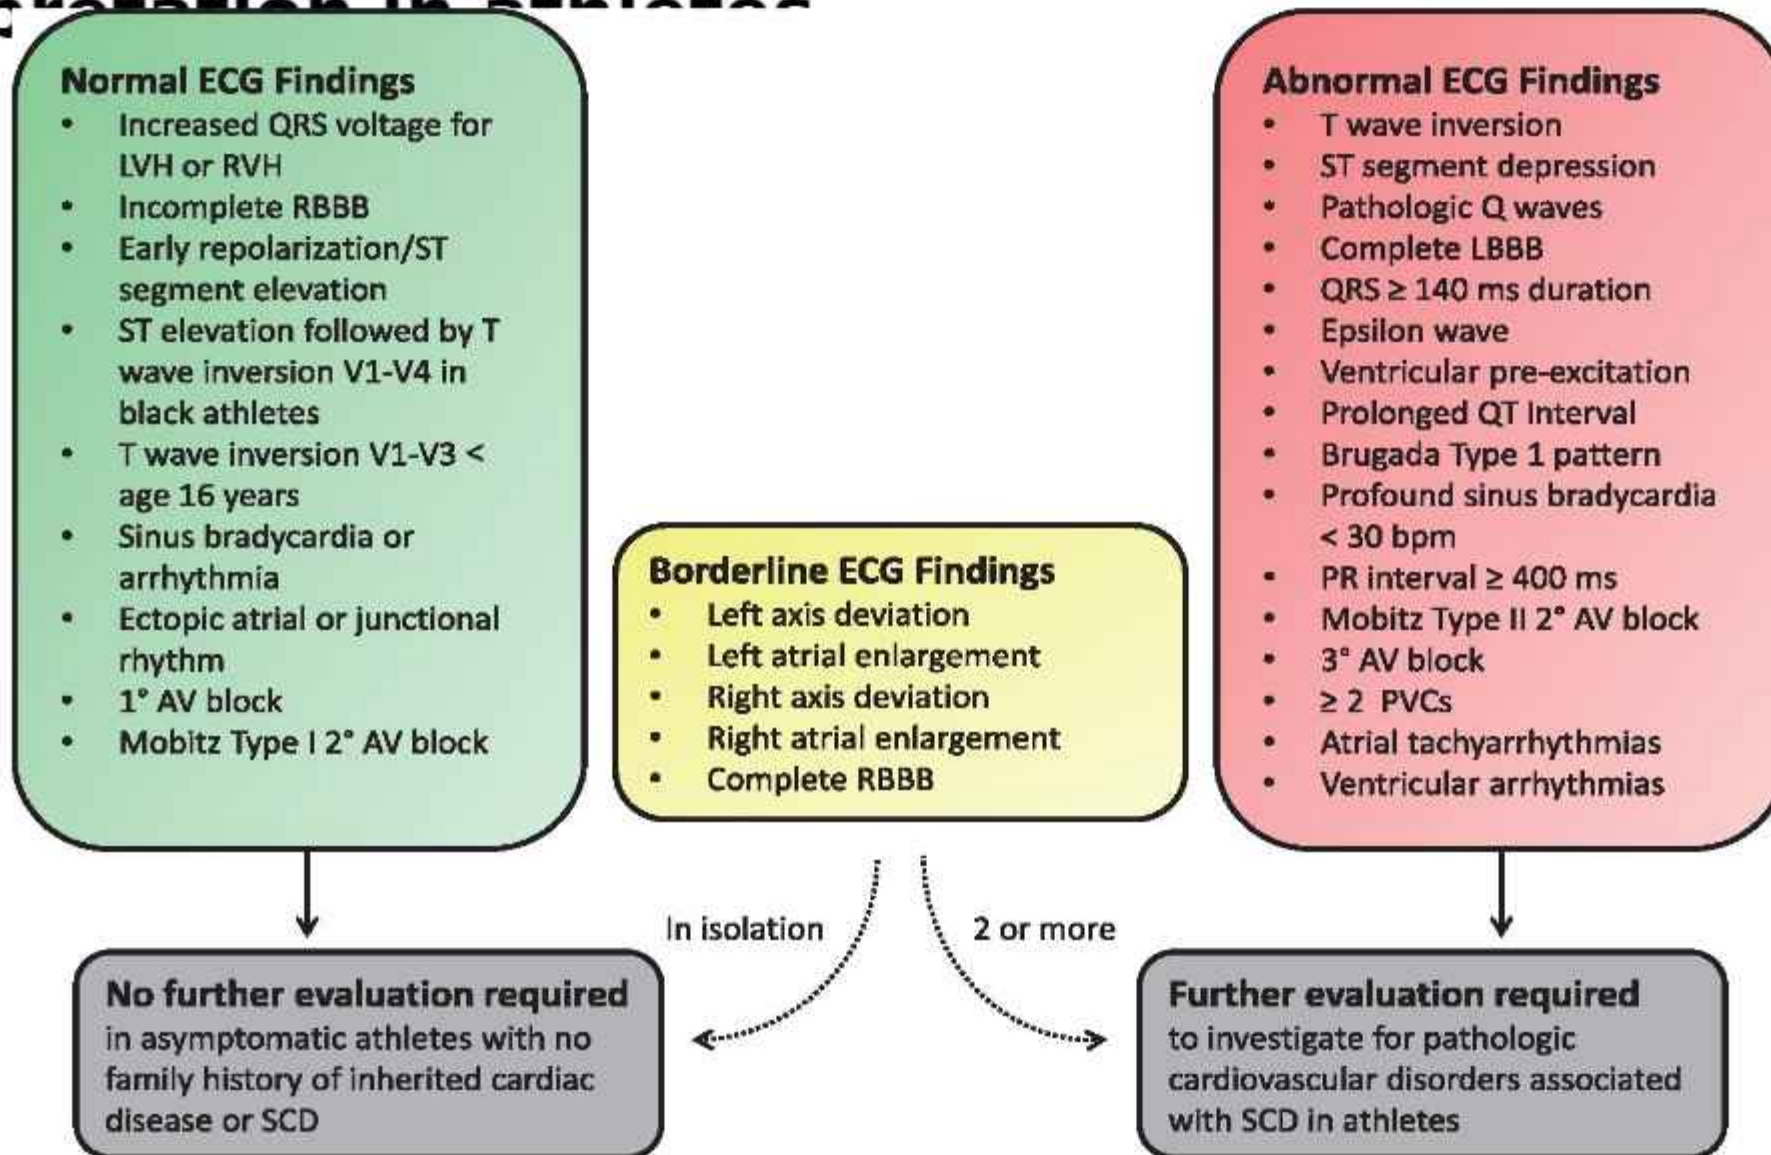 Normal ECG Findings
• Increased QRS voltage for
LVH or RVH
• Incomplete RBBB
• Early repolarization/ST
segment elevation
• ST elevation followed by T
wave inversion V1-V4 in
black athletes
• T wave inversion V1-V3 <
age 16 years
• Sinus bradycardia or
arrhythmia
• Ectopic atrial or junctional
rhythm
• 1° AV block
• Mobitz Type I 2° AV block
Borderline ECG Findings
• Left axis deviation
• Left atrial enlargement
• Right axis deviation
• Right atrial enlargement
• Complete RBBB
Abnormal ECG Findings
• T wave inversion
• ST segment depression
• Pathologic Q waves
• Complete LBBB
• QRS ≥ 140 ms duration
• Epsilon wave
• Ventricular pre-excitation
• Prolonged QT Interval
• Brugada Type 1 pattern
• Profound sinus bradycardia
< 30 bpm
• PR interval ≥ 400 ms
• Mobitz Type II 2° AV block
• 3° AV block
• ≥ 2 PVCs
• Atrial tachyarrhythmias
• Ventricular arrhythmias
In isolation
2 or more
No further evaluation required
in asymptomatic athletes with no
family history of inherited cardiac
disease or SCD
Further evaluation required
to investigate for pathologic
cardiovascular disorders associated
with SCD in athletes